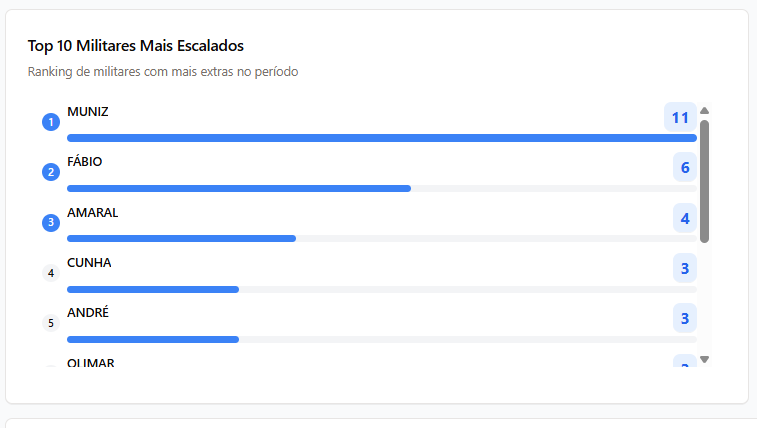 Top 10 Militares Mais Escalados
Ranking de militares com mais extras no período
1 MUNIZ 11
2 FÁBIO 6
3 AMARAL 4
4 CUNHA 3
5 ANDRÉ 3
OLIMAR